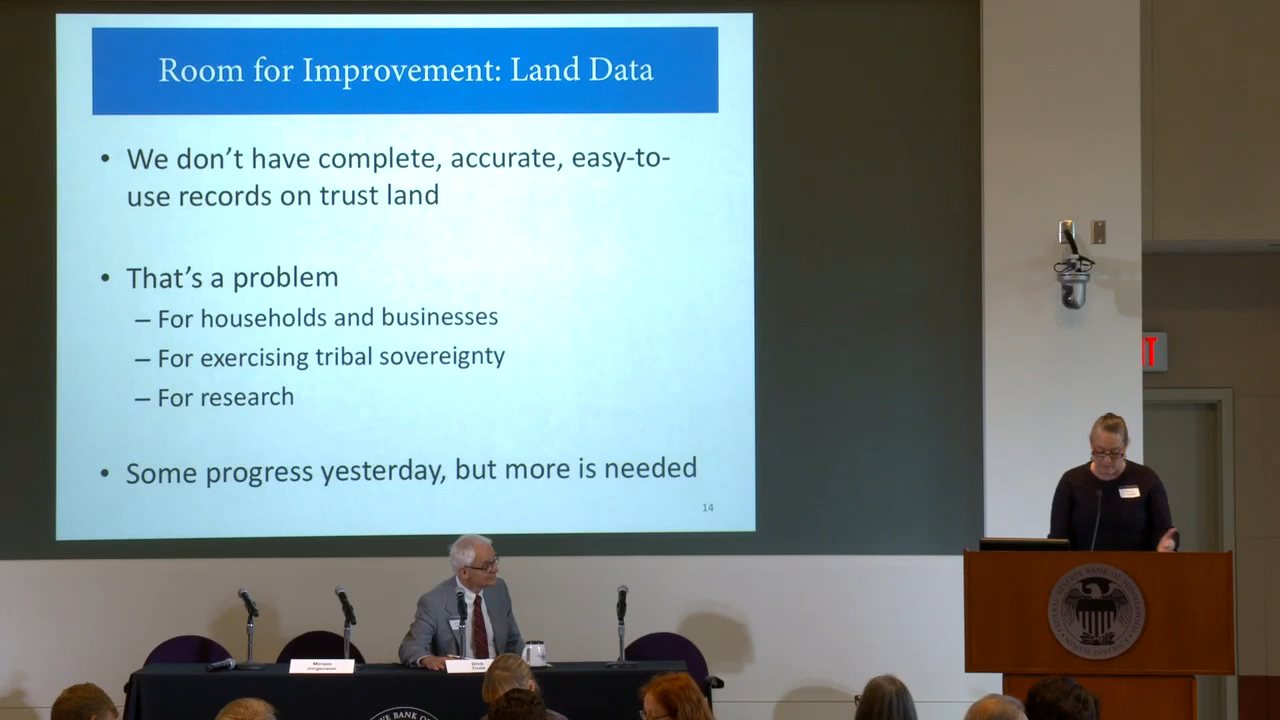 Room for Improvement: Land Data
• We don't have complete, accurate, easy-to-
use records on trust land
• That's a problem
– For households and businesses
– For exercising tribal sovereignty
– For research
• Some progress yesterday, but more is needed
14
Miriam
Jorgensen
Dick
Todd